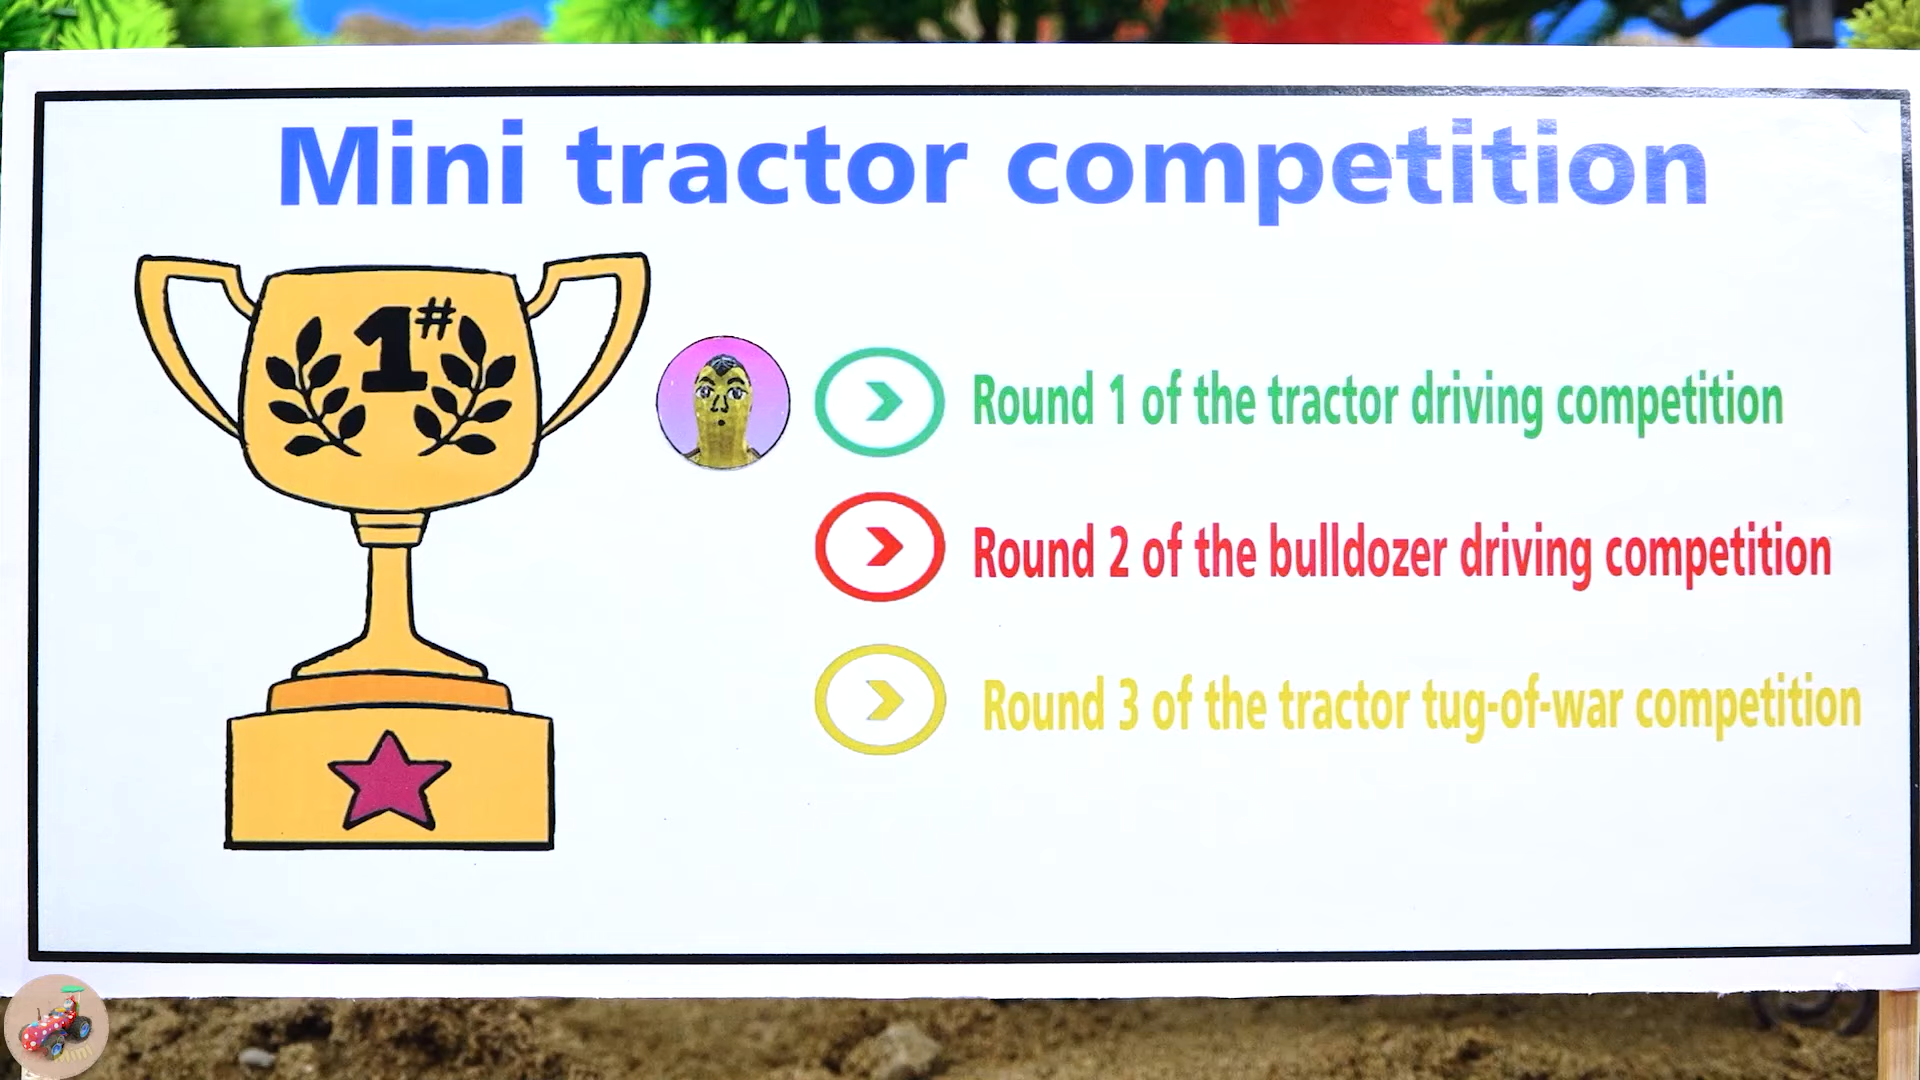 Mini tractor competition
1#
Round 1 of the tractor driving competition
Round 2 of the bulldozer driving competition
Round 3 of the tractor tug-of-war competition
Mini